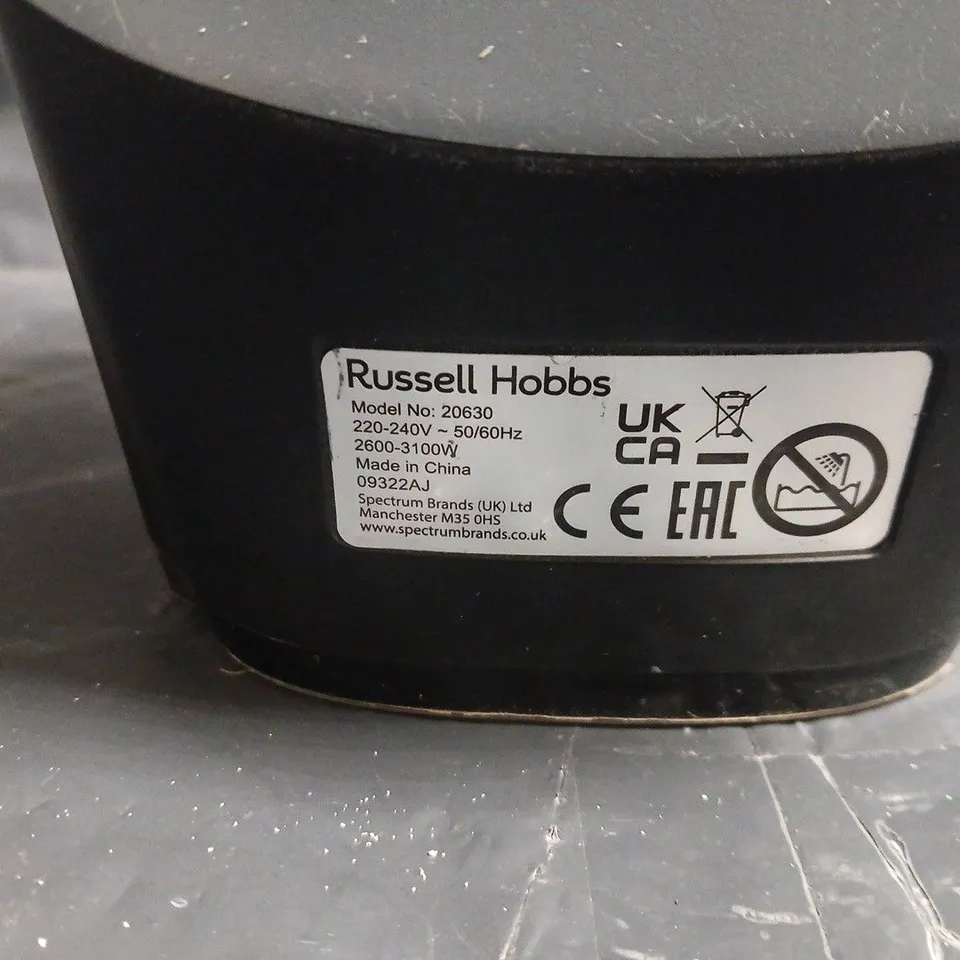 Russell Hobbs
Model No: 20630
220-240V ~ 50/60Hz
2600-3100W
Made in China
09322AJ
Spectrum Brands (UK) Ltd
Manchester M35 0HS
www.spectrumbrands.co.uk
UK
CA
CE EAC